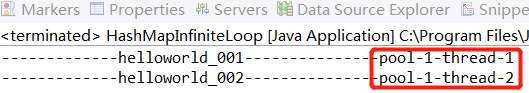 Markers Properties Servers Data Source Explorer Snippe
<terminated> HashMapInfiniteLoop [Java Application] C:\Program Files\J
-------------helloworld_001---------------pool-1-thread-1
-------------helloworld_002---------------pool-1-thread-2